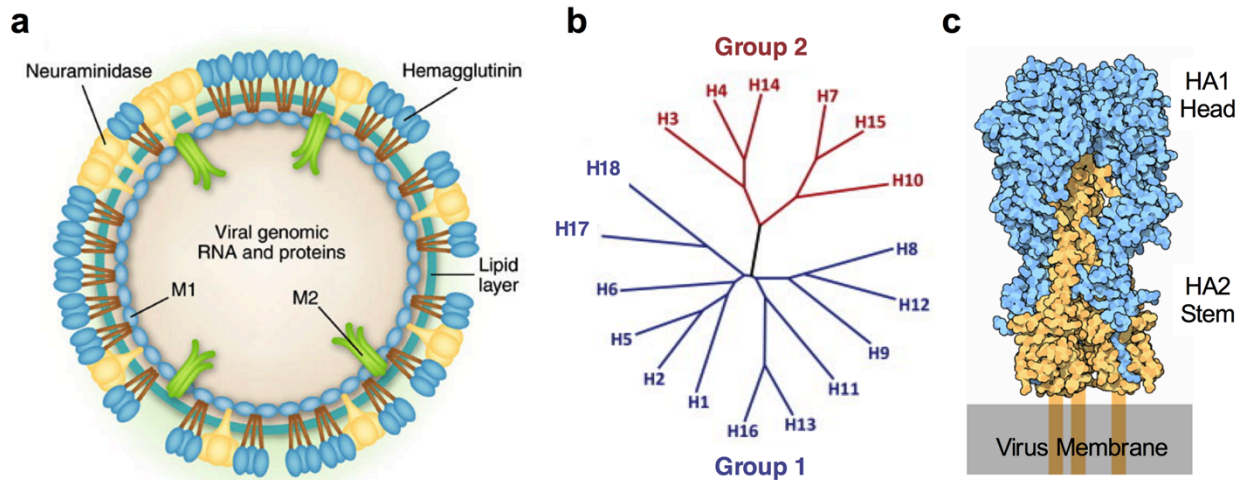 a
Neuraminidase
Hemagglutinin
Viral genomic
RNA and proteins
M1
M2
Lipid
layer
b
Group 2
H3
H4
H14
H7
H15
H10
H18
H17
H6
H5
H2
H1
H16
H13
H11
H9
H12
H8
Group 1
c
HA1
Head
HA2
Stem
Virus Membrane